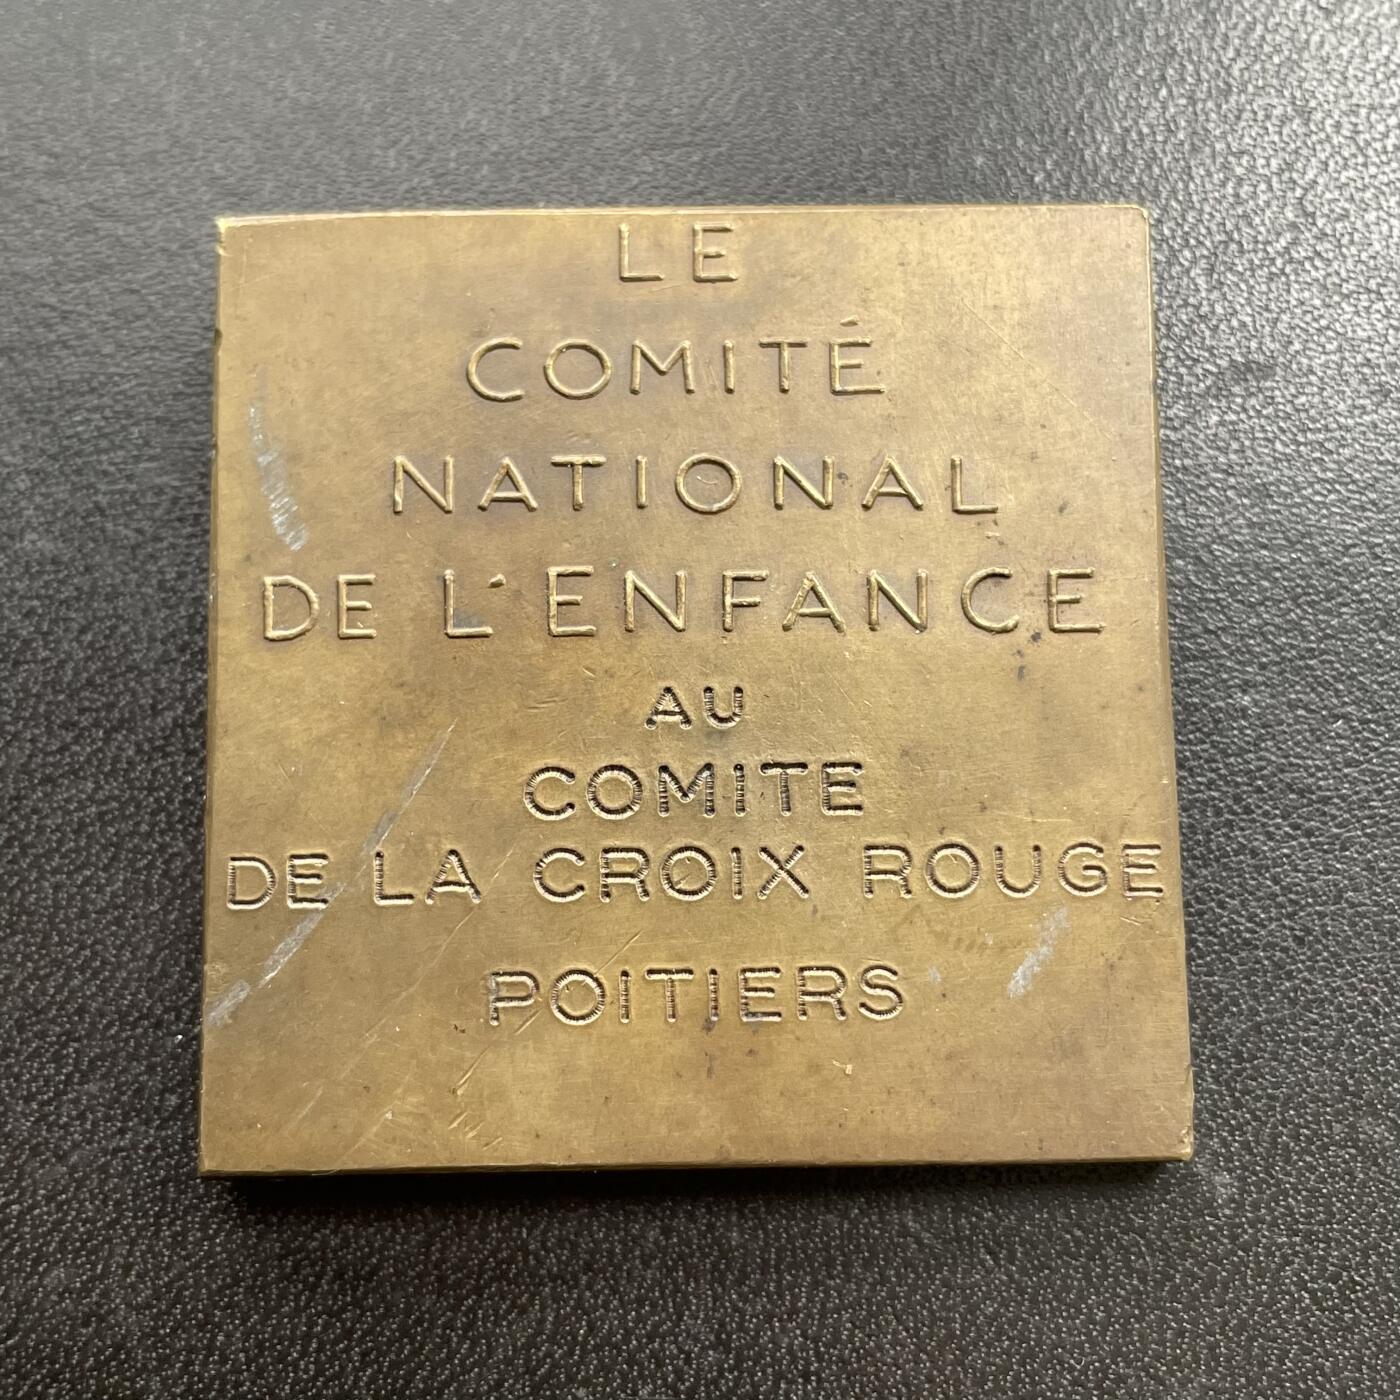 LE
COMITÉ
NATIONAL
DE L'ENFANCE
AU
COMITE
DE LA CROIX ROUGE
POITIERS